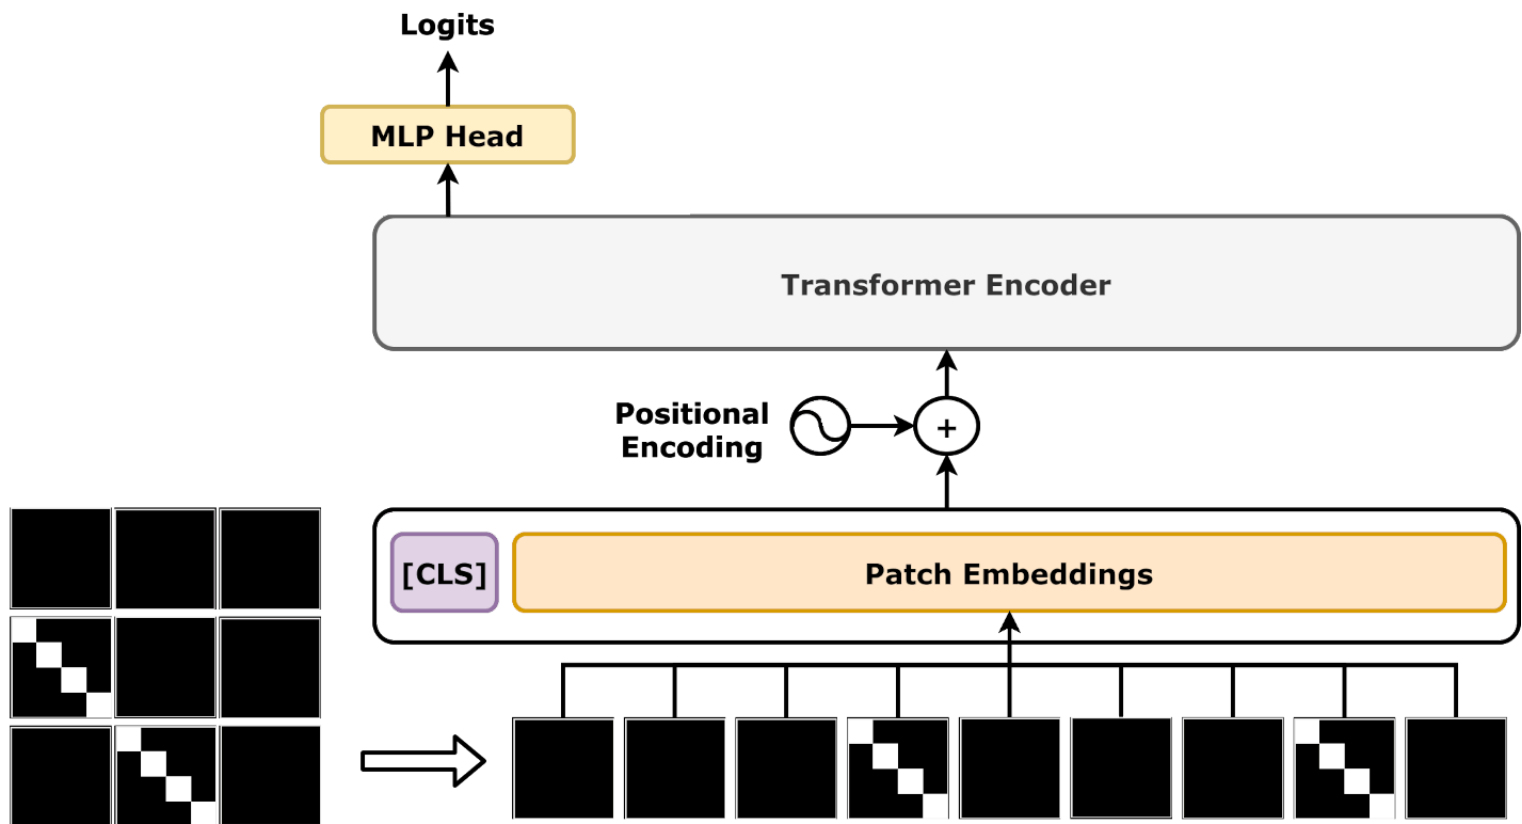 Logits
MLP Head
Transformer Encoder
Positional
Encoding
+
[CLS]
Patch Embeddings